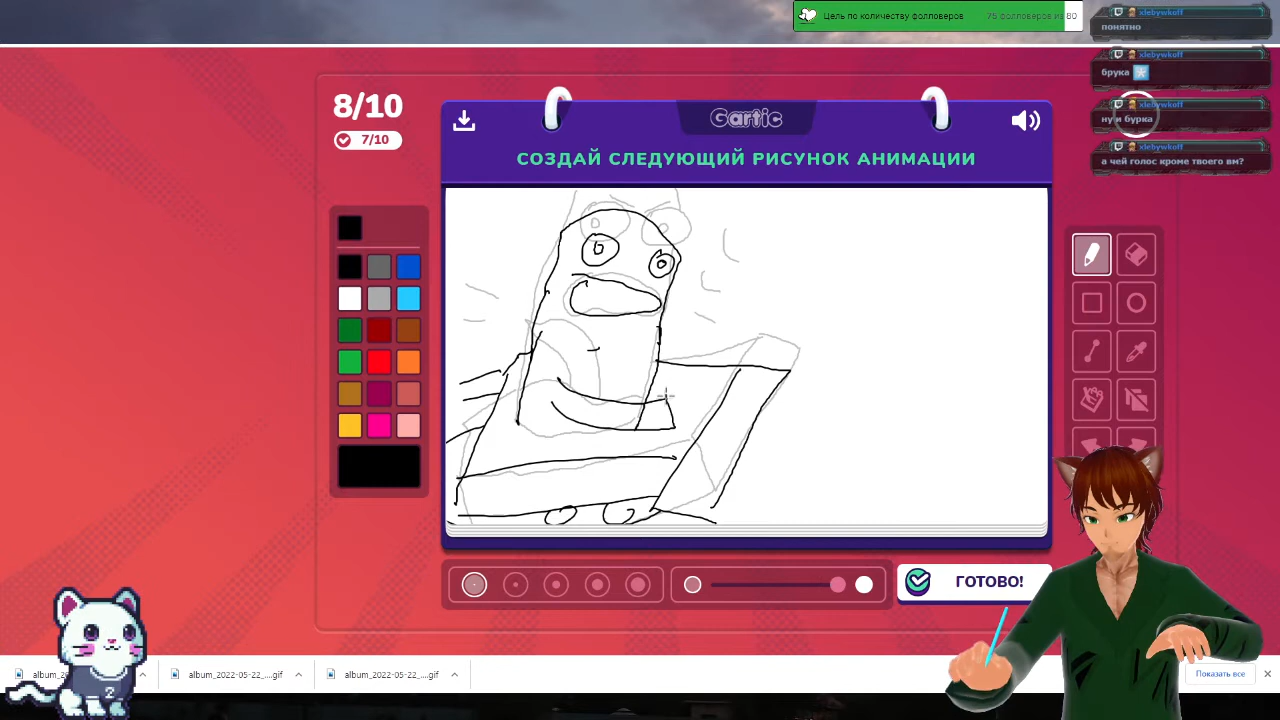 Цель по количеству фолловеров 75 фолловеров из 80
xlebywkoff
понятно
xlebywkoff
брука
xlebywkoff
ну и бурка
xlebywkoff
а чей голос кроме твоего вм?
8/10
7/10
Gartic
СОЗДАЙ СЛЕДУЮЩИЙ РИСУНОК АНИМАЦИИ
ГОТОВО!
album_2022-05-22_....gif
album_2022-05-22_....gif
Показать все
2